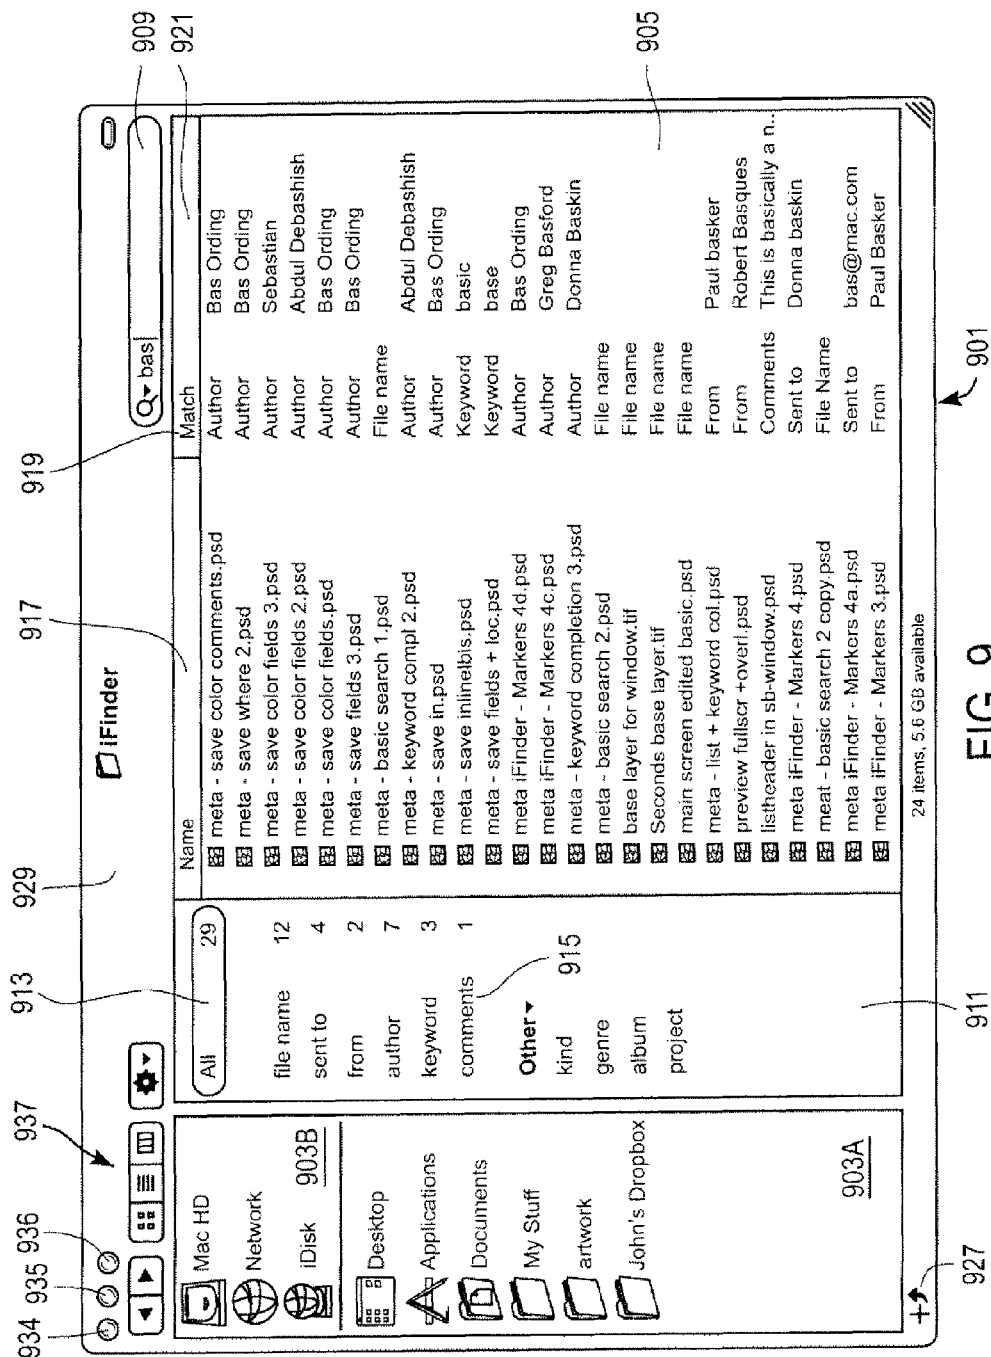 929
iFinder
917
919
909
921
913
937
934
935
936
bas
Mac HD
Network
iDisk
903B
Desktop
Applications
Documents
My Stuff
artwork
John's Dropbox
903A
All 29
file name 12
sent to 4
from 2
author 7
keyword 3
comments 1
915
Other
kind
genre
album
project
911
Name Match
meta - save color comments.psd Author Bas Ording
meta - save where 2.psd Author Bas Ording
meta - save color fields 3.psd Author Sebastian
meta - save color fields 2.psd Author Abdul Debashish
meta - save color fields.psd Author Bas Ording
meta - save fields 3.psd Author Bas Ording
meta - basic search 1.psd File name
meta - keyword compl 2.psd Author Abdul Debashish
meta - save in.psd Author Bas Ording
meta - save inlinelbis.psd Keyword basic
meta - save fields + loc.psd Keyword base
meta iFinder - Markers 4d.psd Author Bas Ording
meta iFinder - Markers 4c.psd Author Greg Basford
meta - keyword completion 3.psd Author Donna Baskin
meta - basic search 2.psd File name
base layer for window.tif File name
Seconds base layer.tif File name
main screen edited basic.psd File name
meta - list + keyword col.psd From Paul basker
preview fullscr +overl.psd From Robert Basques
listheader in sb-window.psd Comments This is basically a n...
meta iFinder - Markers 4.psd Sent to Donna baskin
meat - basic search 2 copy.psd File Name
meta iFinder - Markers 4a.psd Sent to bas@mac.com
meta iFinder - Markers 3.psd From Paul Basker
905
927
24 items, 5.6 GB available
901
FIG 9